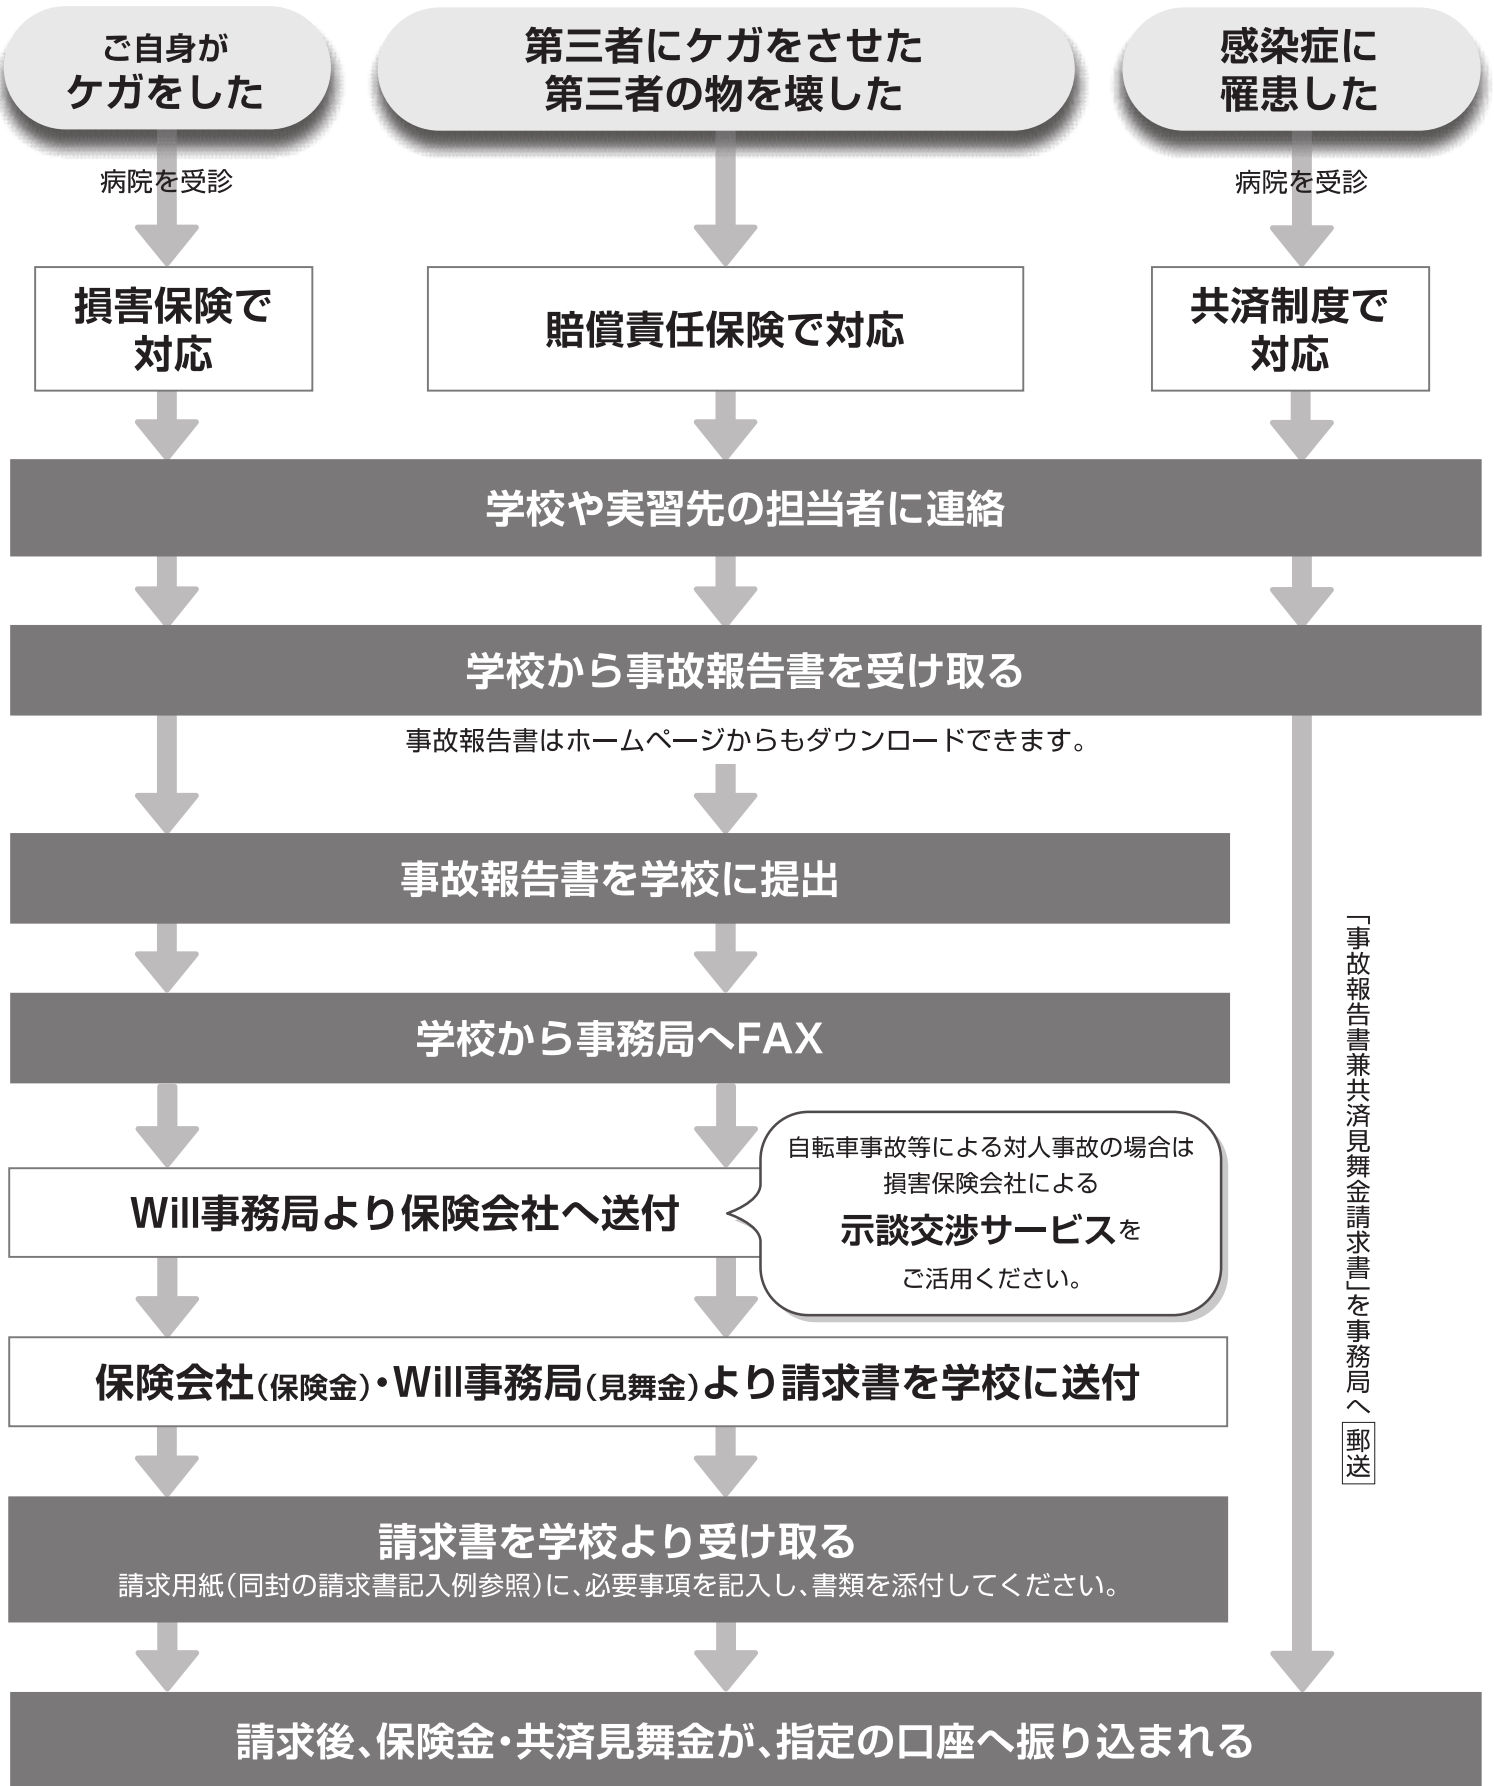 ご自身が
ケガをした
第三者にケガをさせた
第三者の物を壊した
感染症に
罹患した
病院を受診
病院を受診
損害保険で
対応
賠償責任保険で対応
共済制度で
対応
学校や実習先の担当者に連絡
学校から事故報告書を受け取る
事故報告書はホームページからもダウンロードできます。
事故報告書を学校に提出
学校から事務局へFAX
Will事務局より保険会社へ送付
自転車事故等による対人事故の場合は
損害保険会社による
示談交渉サービスを
ご活用ください。
保険会社(保険金)・Will事務局(見舞金)より請求書を学校に送付
請求書を学校より受け取る
請求用紙(同封の請求書記入例参照)に、必要事項を記入し、書類を添付してください。
「事故報告書兼共済見舞金請求書」を事務局へ 郵送
請求後、保険金・共済見舞金が、指定の口座へ振り込まれる